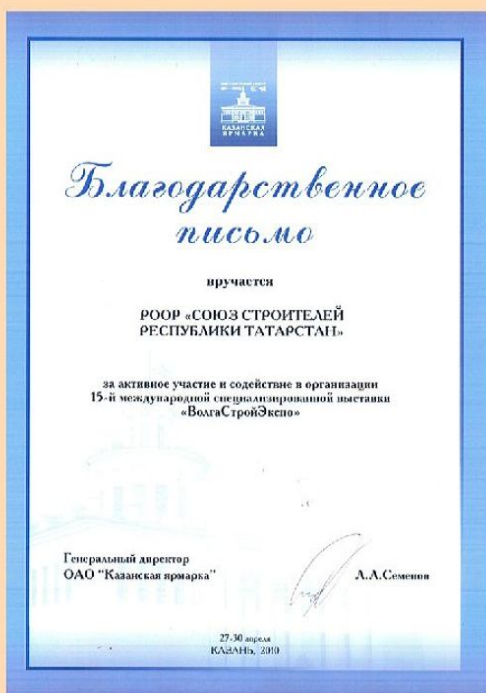 КАЗАНСКАЯ
ЯРМАРКА
Благодарственное
письмо
вручается
РООР «СОЮЗ СТРОИТЕЛЕЙ
РЕСПУБЛИКИ ТАТАРСТАН»
за активное участие и содействие в организации
15-й международной специализированной выставки
«ВолгаСтройЭкспо»
Генеральный директор
ОАО "Казанская ярмарка"
Л.А.Семенов
27-30 апреля
КАЗАНЬ, 2010